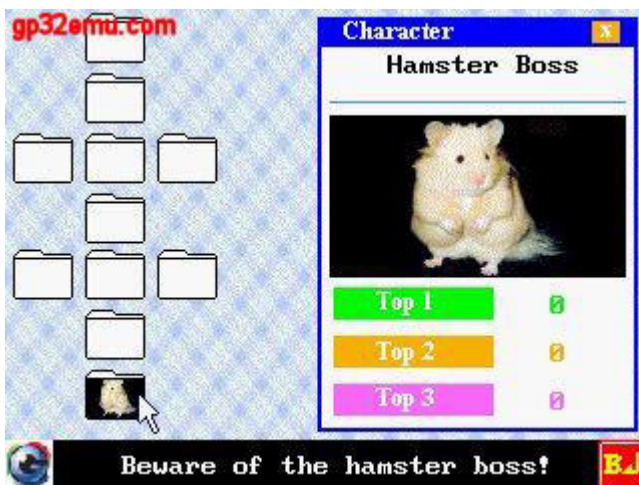 gp32emu.com
Character X
Hamster Boss
Top 1 0
Top 2 0
Top 3 0
Beware of the hamster boss!